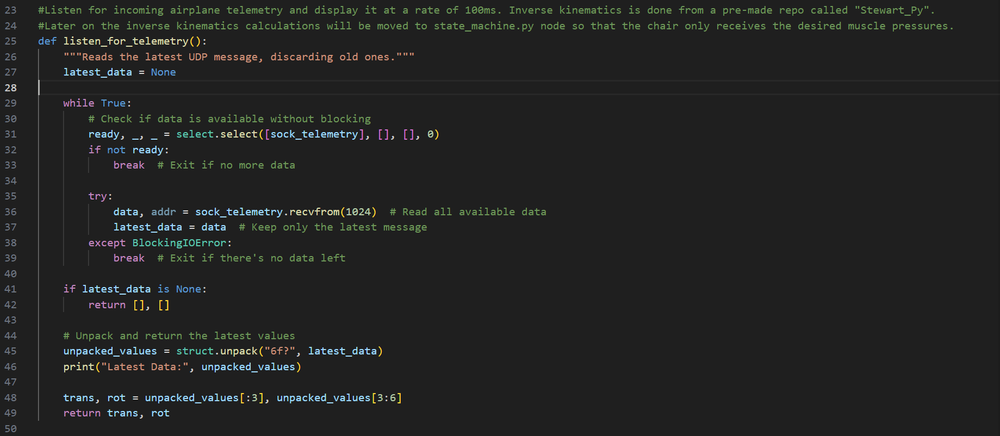 23 #Listen for incoming airplane telemetry and display it at a rate of 100ms. Inverse kinematics is done from a pre-made repo called "Stewart_Py".
24 #Later on the inverse kinematics calculations will be moved to state_machine.py node so that the chair only receives the desired muscle pressures.
25 def listen_for_telemetry():
26     """Reads the latest UDP message, discarding old ones."""
27     latest_data = None
28
29     while True:
30         # Check if data is available without blocking
31         ready, _, _ = select.select([sock_telemetry], [], [], 0)
32         if not ready:
33             break  # Exit if no more data
34
35         try:
36             data, addr = sock_telemetry.recvfrom(1024)  # Read all available data
37             latest_data = data  # Keep only the latest message
38         except BlockingIOError:
39             break  # Exit if there's no data left
40
41     if latest_data is None:
42         return [], []
43
44     # Unpack and return the latest values
45     unpacked_values = struct.unpack("6f?", latest_data)
46     print("Latest Data:", unpacked_values)
47
48     trans, rot = unpacked_values[:3], unpacked_values[3:6]
49     return trans, rot
50